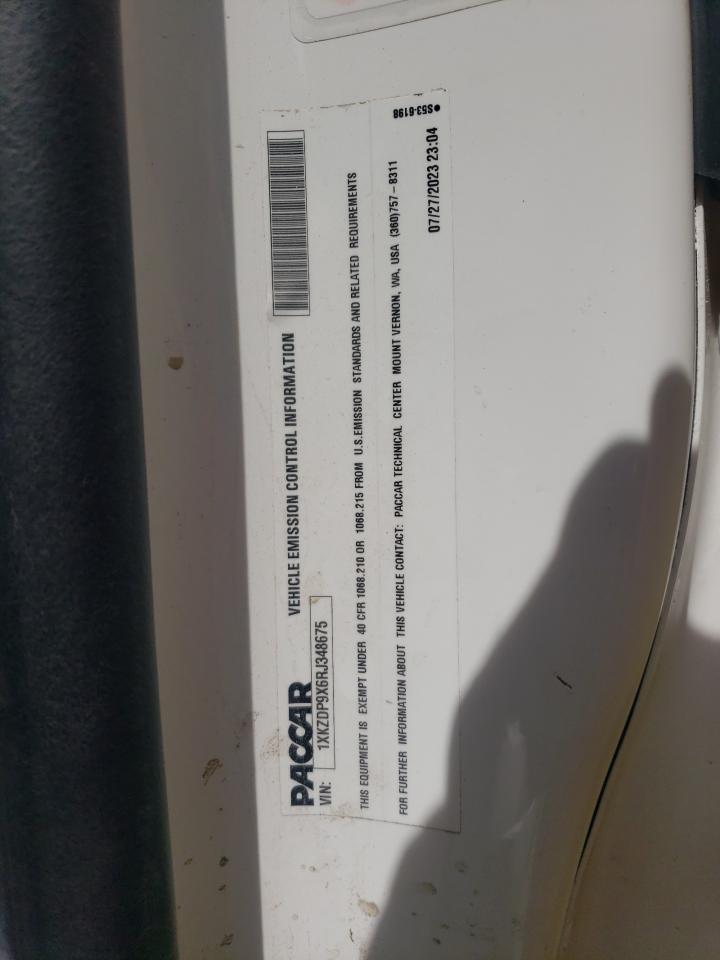 PACCAR VEHICLE EMISSION CONTROL INFORMATION
VIN: 1XKZDP9X6RJ348675
THIS EQUIPMENT IS EXEMPT UNDER 40 CFR 1068.210 OR 1068.215 FROM U.S.EMISSION STANDARDS AND RELATED REQUIREMENTS
FOR FURTHER INFORMATION ABOUT THIS VEHICLE CONTACT: PACCAR TECHNICAL CENTER MOUNT VERNON, WA, USA (360)757-8311
07/27/2023 23:04
●S53-6198